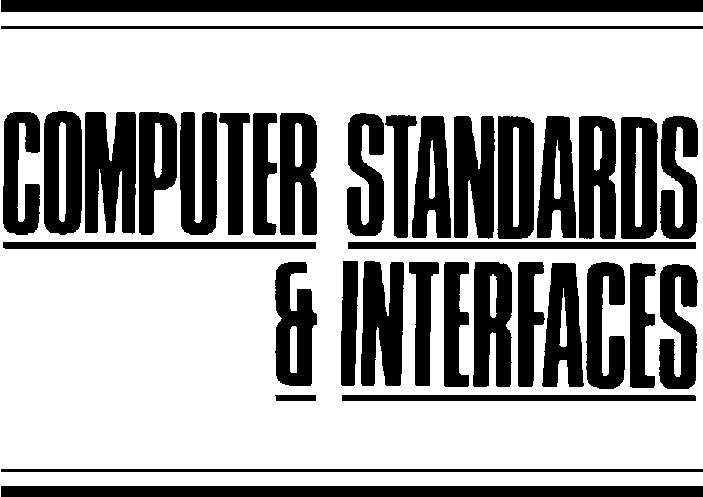 COMPUTER STANDARDS
& INTERFACES